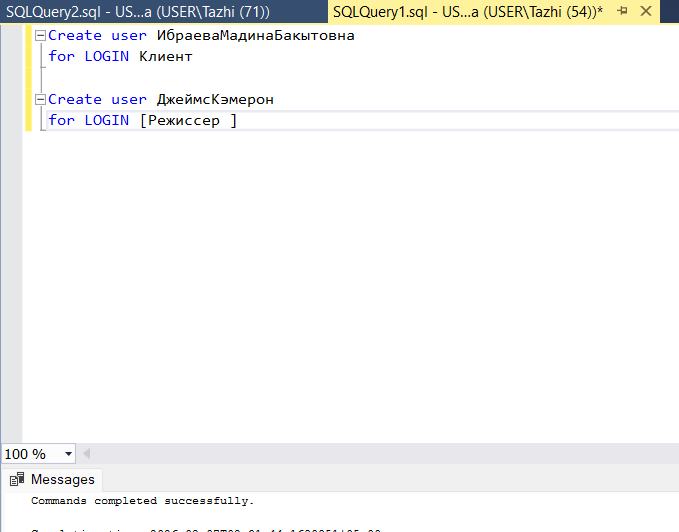 SQLQuery2.sql - US...a (USER\Tazhi (71)) SQLQuery1.sql - US...a (USER\Tazhi (54))*
Create user ИбраеваМадинаБакытовна
for LOGIN Клиент
Create user ДжеймсКэмерон
for LOGIN [Режиссер ]
100 %
Messages
Commands completed successfully.